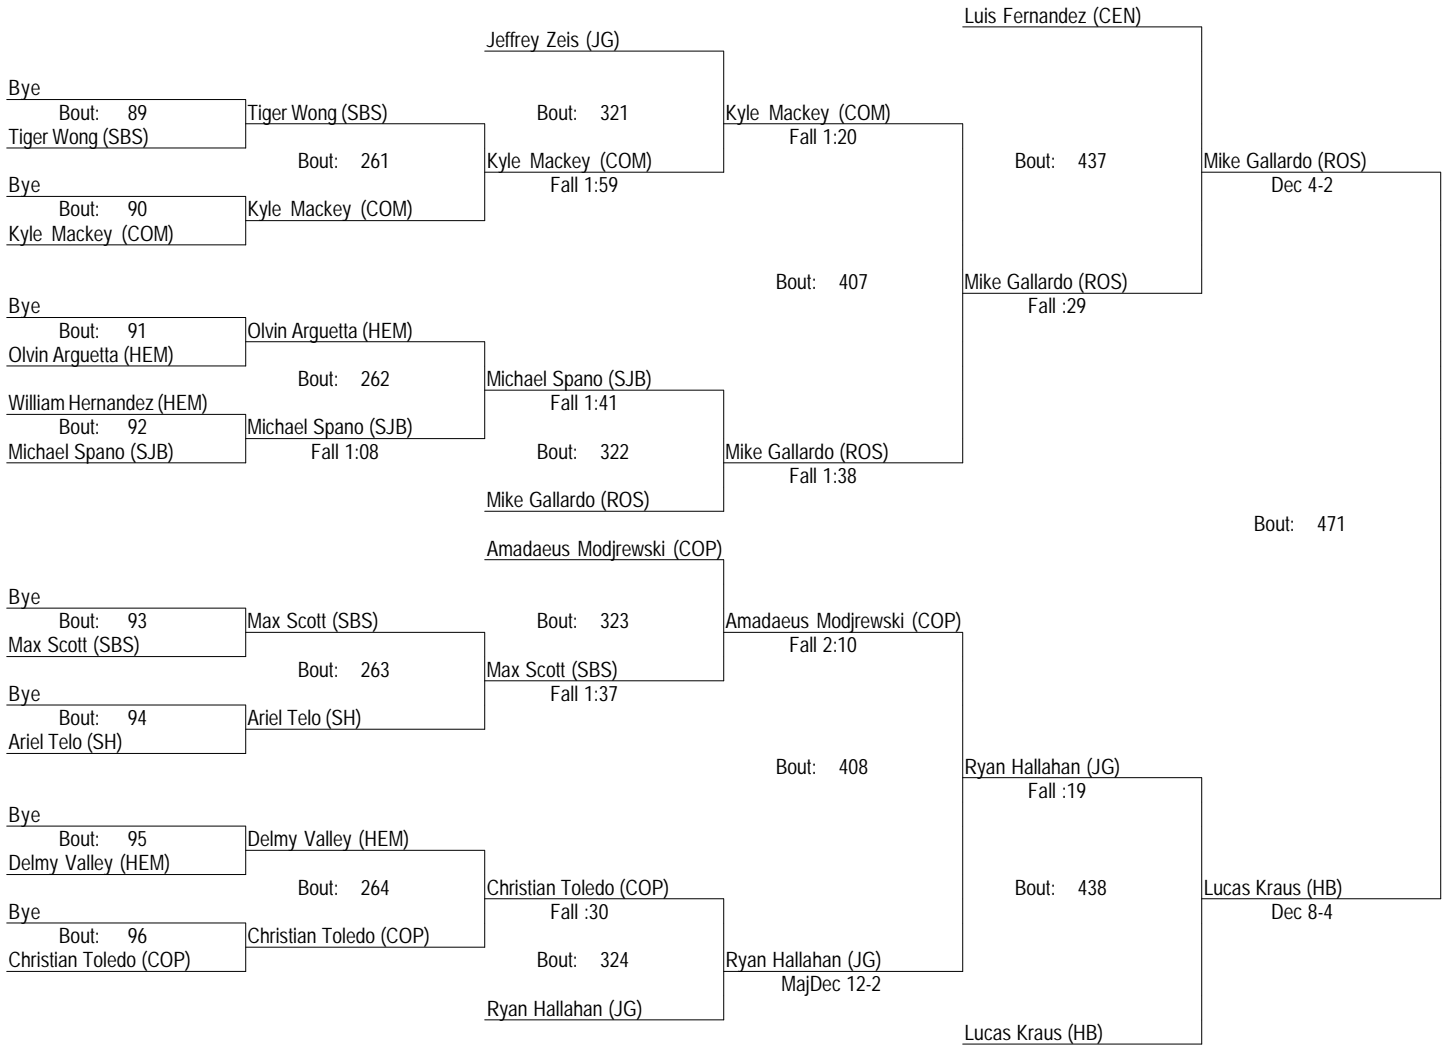 Luis Fernandez (CEN)
Jeffrey Zeis (JG)
Bye
Bout: 89
Tiger Wong (SBS)
Bout: 321
Kyle Mackey (COM)
Tiger Wong (SBS)
Fall 1:20
Bout: 261
Kyle Mackey (COM)
Bout: 437
Mike Gallardo (ROS)
Bye
Fall 1:59
Dec 4-2
Bout: 90
Kyle Mackey (COM)
Kyle Mackey (COM)
Bout: 407
Mike Gallardo (ROS)
Bye
Fall :29
Bout: 91
Olvin Arguetta (HEM)
Olvin Arguetta (HEM)
Bout: 262
Michael Spano (SJB)
William Hernandez (HEM)
Fall 1:41
Bout: 92
Michael Spano (SJB)
Michael Spano (SJB)
Fall 1:08
Bout: 322
Mike Gallardo (ROS)
Fall 1:38
Mike Gallardo (ROS)
Bout: 471
Amadaeus Modjrewski (COP)
Bye
Bout: 93
Max Scott (SBS)
Bout: 323
Amadaeus Modjrewski (COP)
Max Scott (SBS)
Fall 2:10
Bout: 263
Max Scott (SBS)
Bye
Fall 1:37
Bout: 94
Ariel Telo (SH)
Ariel Telo (SH)
Bout: 408
Ryan Hallahan (JG)
Fall :19
Bye
Bout: 95
Delmy Valley (HEM)
Delmy Valley (HEM)
Bout: 264
Christian Toledo (COP)
Bout: 438
Lucas Kraus (HB)
Bye
Fall :30
Dec 8-4
Bout: 96
Christian Toledo (COP)
Christian Toledo (COP)
Bout: 324
Ryan Hallahan (JG)
MajDec 12-2
Ryan Hallahan (JG)
Lucas Kraus (HB)